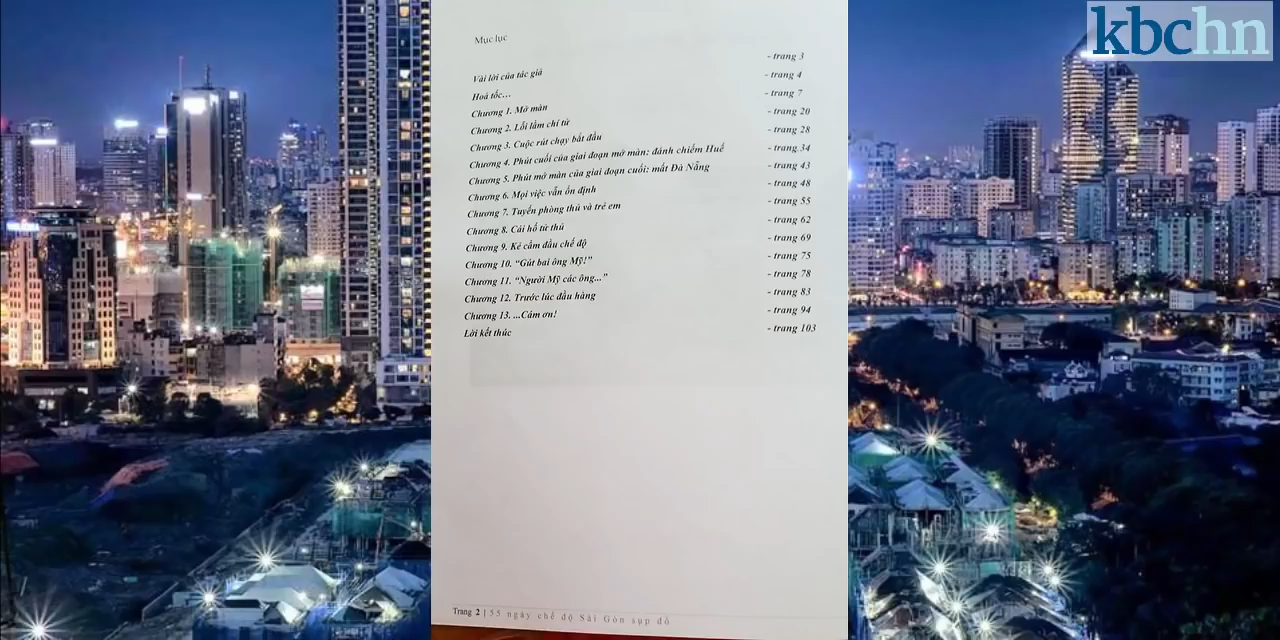 kbchn
Mục lục
Vài lời của tác giả - trang 3
Hoả tốc... - trang 4
Chương 1. Mở màn - trang 7
Chương 2. Lỗi lầm chí tử - trang 20
Chương 3. Cuộc rút chạy bắt đầu - trang 28
Chương 4. Phút cuối của giai đoạn mở màn: đánh chiếm Huế - trang 34
Chương 5. Phút mở màn của giai đoạn cuối: mất Đà Nẵng - trang 43
Chương 6. Mọi việc vẫn ổn định - trang 48
Chương 7. Tuyến phòng thủ và trẻ em - trang 55
Chương 8. Cái hố tử thủ - trang 62
Chương 9. Kẻ cầm đầu chế độ - trang 69
Chương 10. “Gút bai ông Mỹ!” - trang 75
Chương 11. “Người Mỹ các ông...” - trang 78
Chương 12. Trước lúc đầu hàng - trang 83
Chương 13. ...Cám ơn! - trang 94
Lời kết thúc - trang 103
Trang 2 | 55 ngày chế độ Sài Gòn sụp đổ